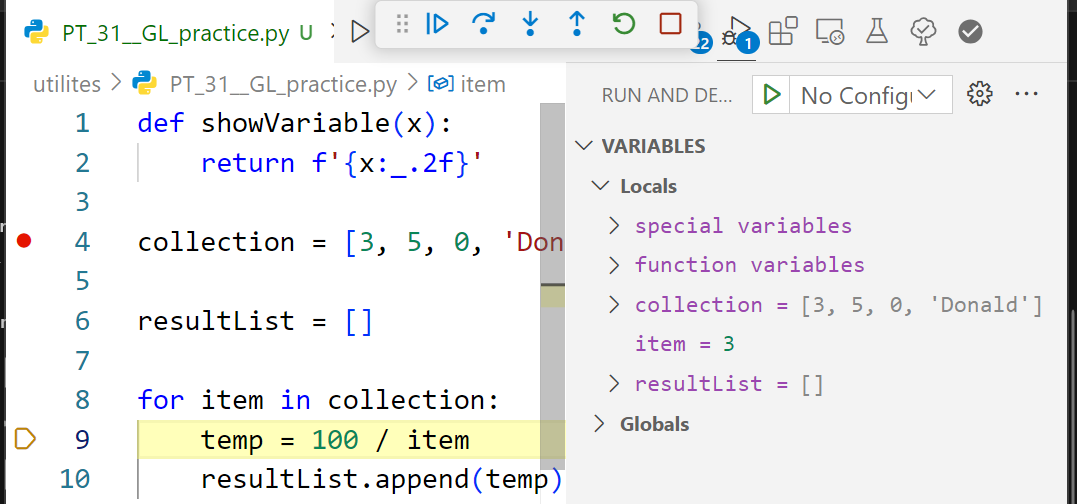 PT_31__GL_practice.py U
22
1
utilites > PT_31__GL_practice.py > item
RUN AND DE...
No Config
1 def showVariable(x):
2 return f'{x:_.2f}'
3
4 collection = [3, 5, 0, 'Don
5
6 resultList = []
7
8 for item in collection:
9 temp = 100 / item
10 resultList.append(temp)
VARIABLES
Locals
special variables
function variables
collection = [3, 5, 0, 'Donald']
item = 3
resultList = []
Globals